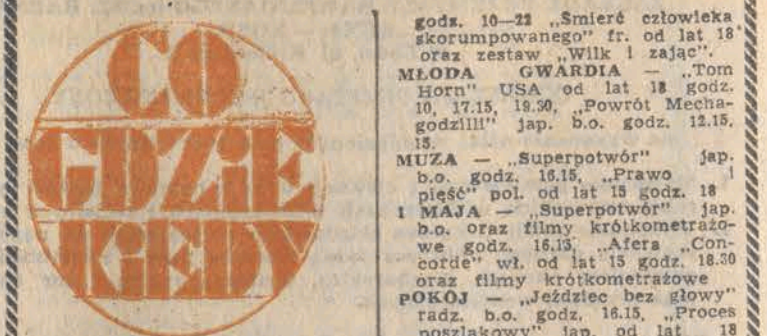 CO
GDZiE
KiEDY
godz. 10—22 „Śmierć człowieka
skorumpowanego" fr. od lat 18
oraz zestaw „Wilk i zając".
MŁODA GWARDIA — „Tom
Horn" USA od lat 18 godz.
10, 17.15, 19.30, „Powrót Mecha-
godzilli" jap. b.o. godz. 12.15,
15.
MUZA — „Superpotwór" jap.
b.o. godz. 16.15, „Prawo i
pięść" pol. od lat 15 godz. 18
1 MAJA — „Superpotwór" jap.
b.o. oraz filmy krótkometrażo-
we godz. 16.15, „Afera „Con-
corde" wł. od lat 15 godz. 18.30
oraz filmy krótkometrażowe
POKÓJ — „Jeździec bez głowy"
radz. b.o. godz. 16.15, „Proces
poszlakowy" jap. od lat 18